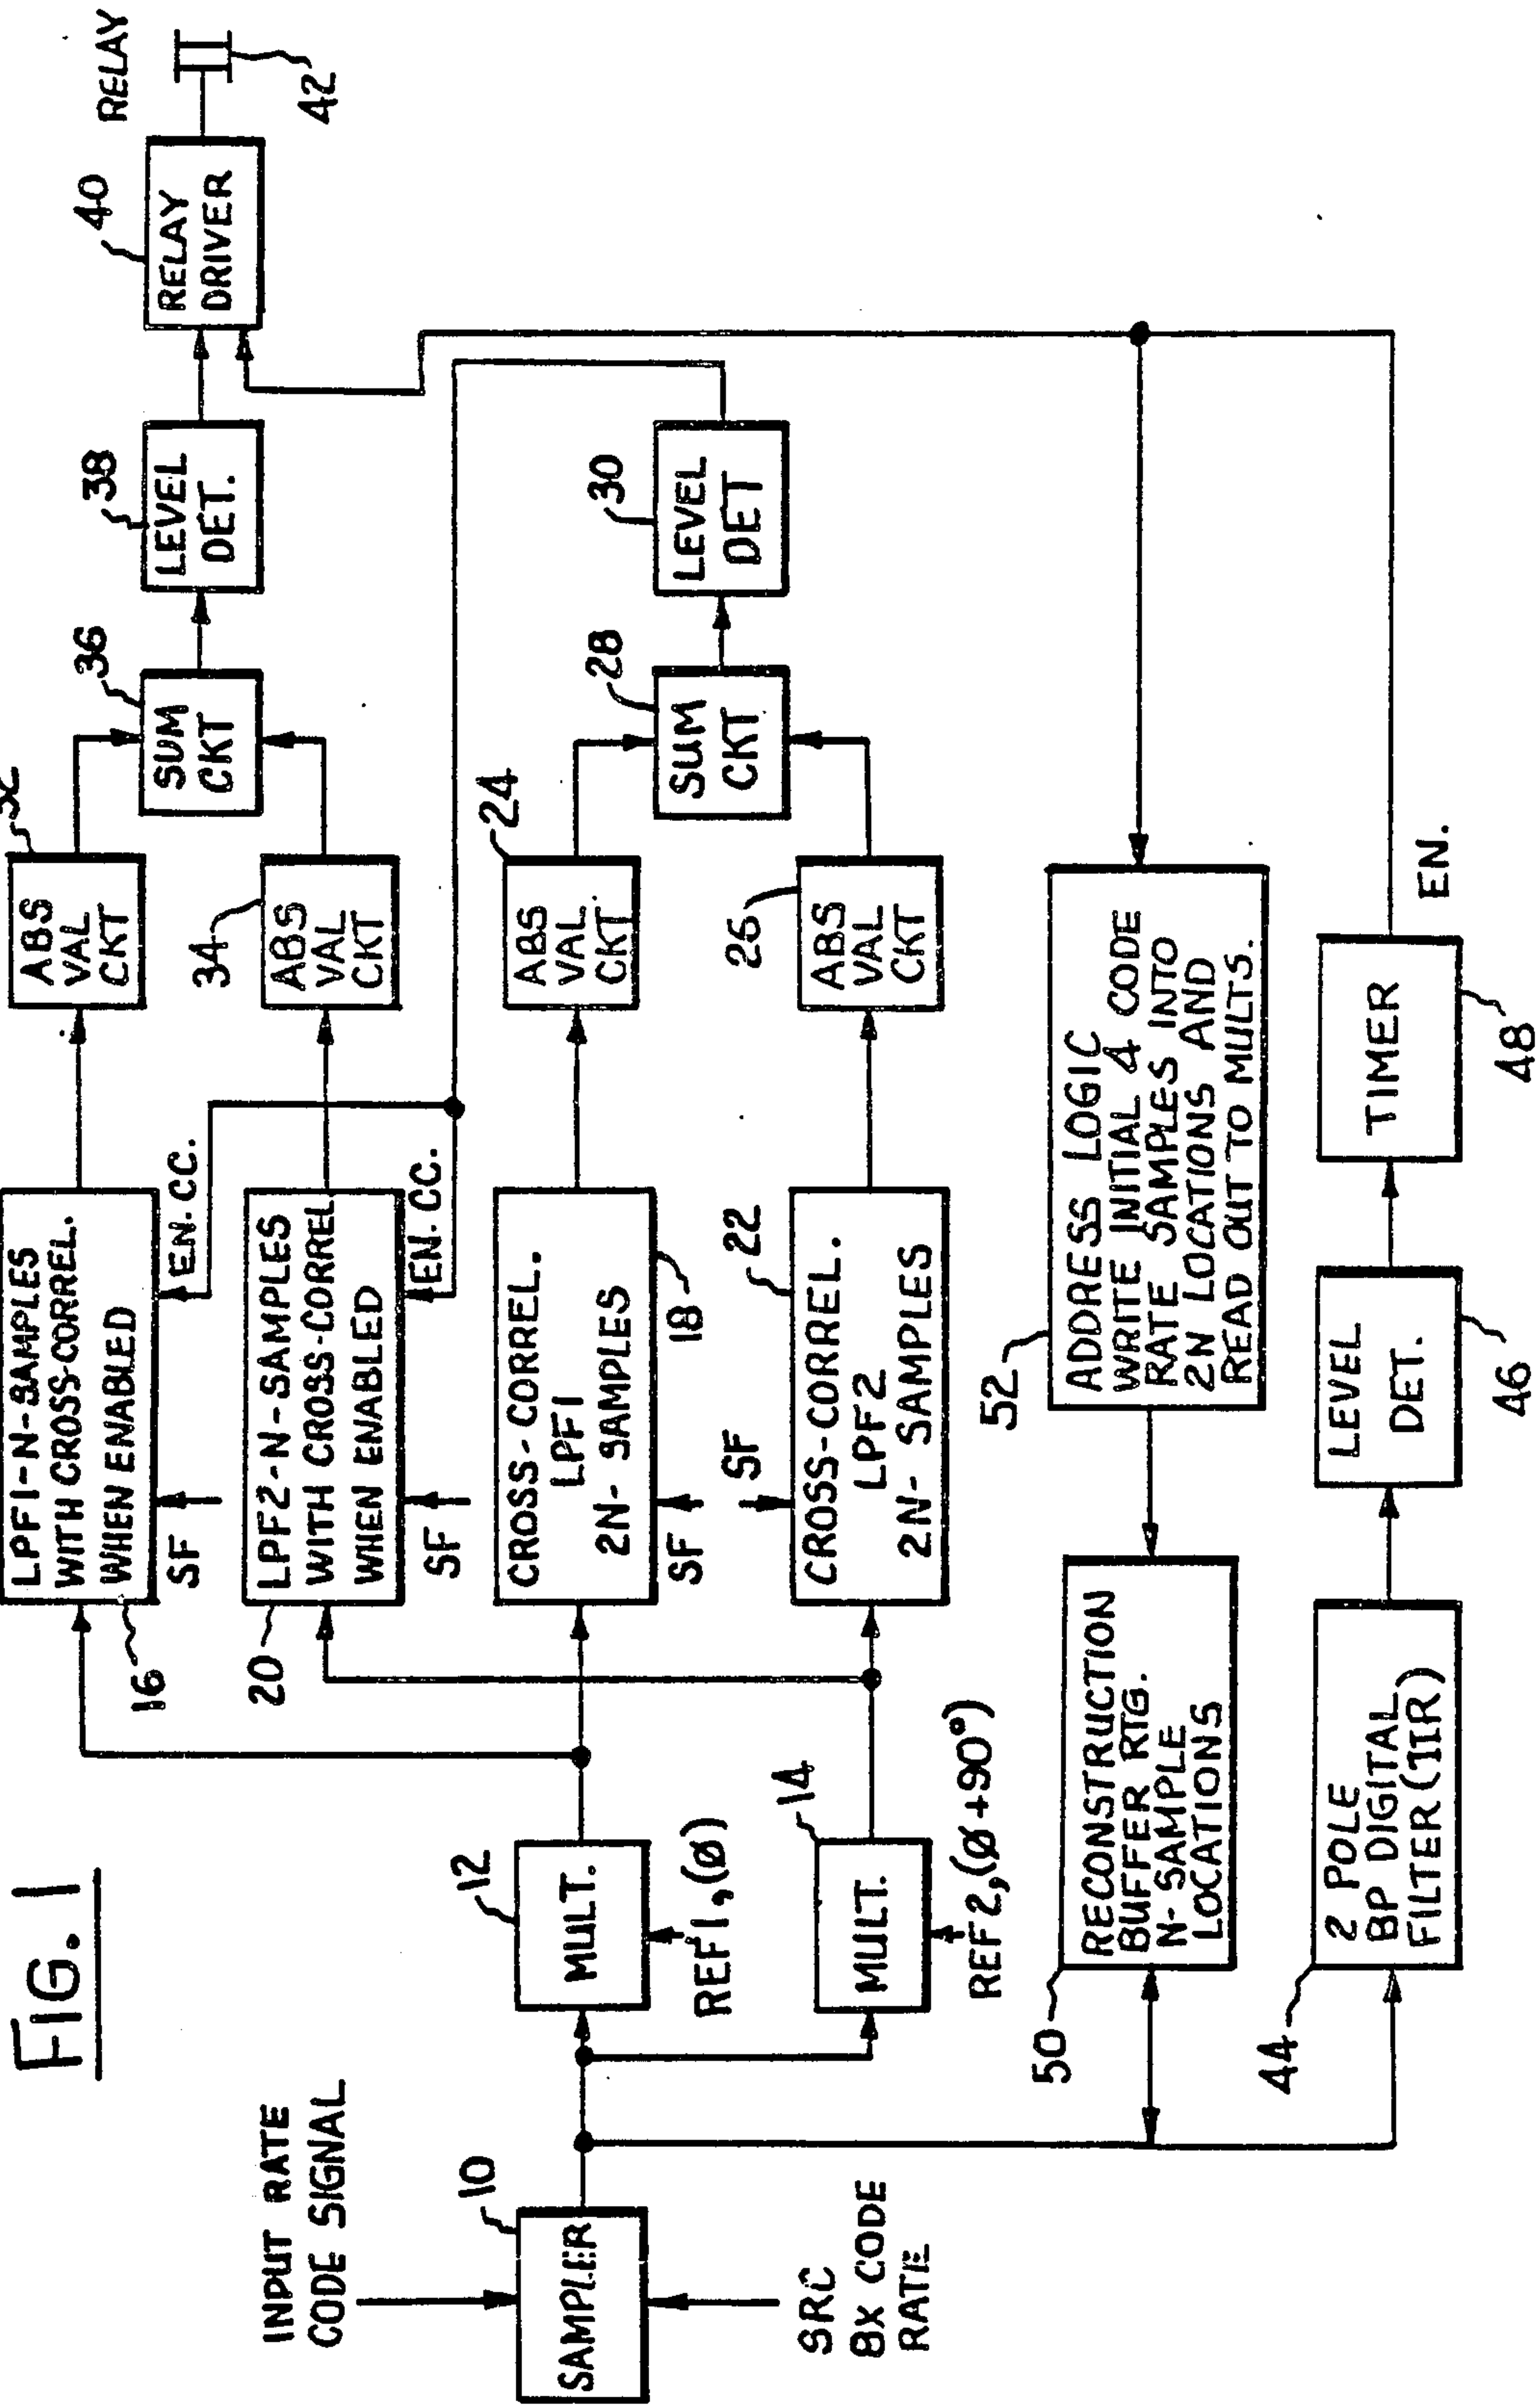 FIG. 1
INPUT RATE
CODE SIGNAL
10
SAMPLER
SRC
8X CODE
RATE
12
MULT.
REF1,(Ø)
14
MULT.
REF2,(Ø+90°)
LPF1-N-SAMPLES
WITH CROSS-CORREL.
WHEN ENABLED
16
SF
EN.CC.
LPF2-N-SAMPLES
WITH CROSS-CORREL
WHEN ENABLED
20
SF
EN.CC.
CROSS-CORREL.
LPF1
2N-SAMPLES
18
SF
CROSS-CORREL.
LPF2
2N-SAMPLES
22
SF
ABS
VAL
CKT
32
ABS
VAL
CKT
34
ABS
VAL
CKT
24
ABS
VAL
CKT
26
SUM
CKT
36
SUM
CKT
28
LEVEL
DET.
38
LEVEL
DET
30
RELAY
DRIVER
40
RELAY
42
50
RECONSTRUCTION
BUFFER RTG.
N-SAMPLE
LOCATIONS
52
ADDRESS LOGIC
WRITE INITIAL 4 CODE
RATE SAMPLES INTO
2N LOCATIONS AND
READ OUT TO MULTS.
44
2 POLE
BP DIGITAL
FILTER(IIR)
LEVEL
DET.
46
TIMER
48
EN.